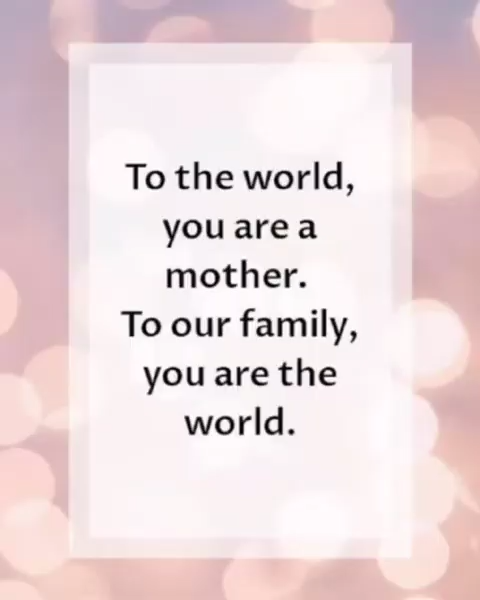 To the world,
you are a
mother.
To our family,
you are the
world.